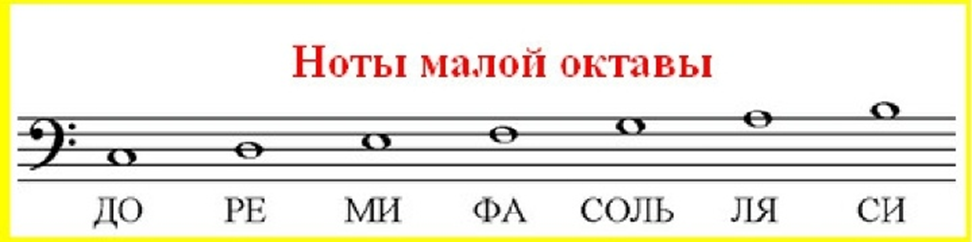 Ноты малой октавы
ДО РЕ МИ ФА СОЛЬ ЛЯ СИ